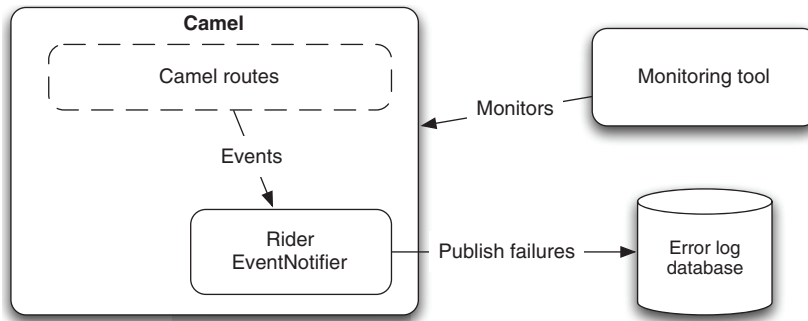 Camel
Camel routes
Monitoring tool
Monitors
Events
Rider
EventNotifier
Publish failures
Error log
database